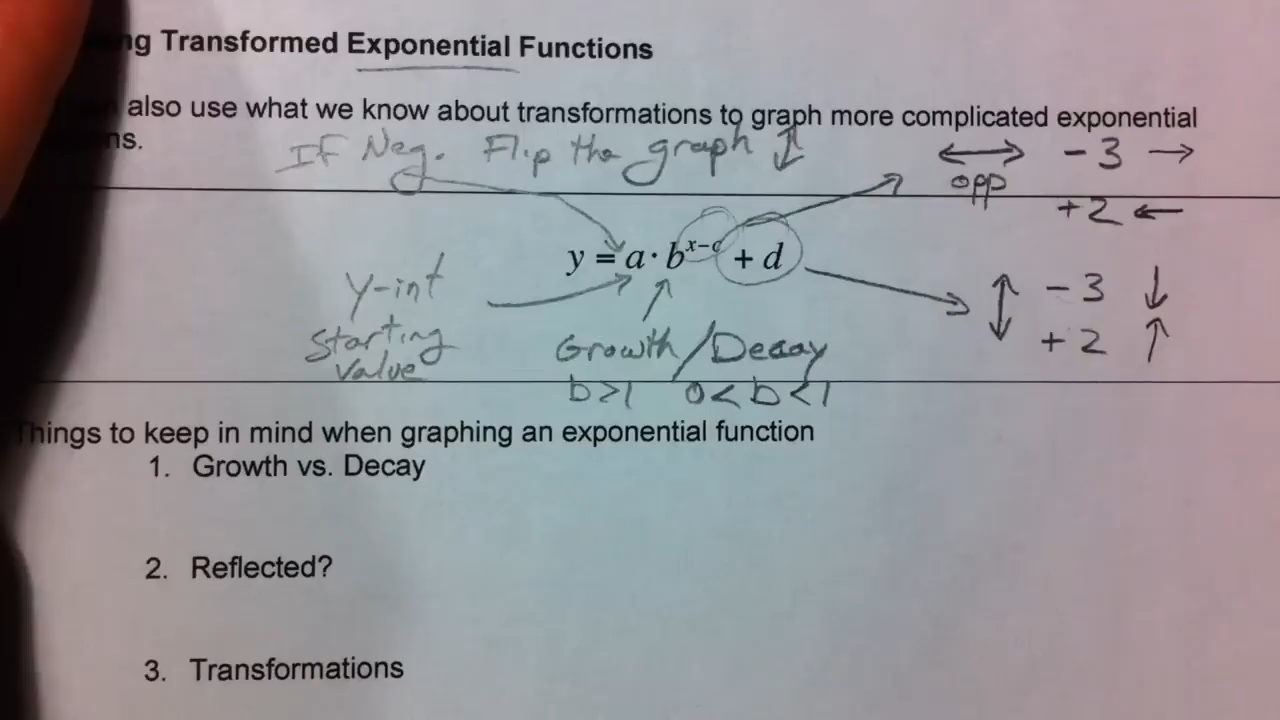 ng Transformed Exponential Functions
also use what we know about transformations to graph more complicated exponential
ns.
If Neg. Flip the graph ↕
↔ -3 →
opp
+2 ←
y = a · b^{x-c} + d
y-int
Starting
Value
↕ -3 ↓
+2 ↑
Growth/Decay
b>1 0<b<1
Things to keep in mind when graphing an exponential function
1. Growth vs. Decay
2. Reflected?
3. Transformations